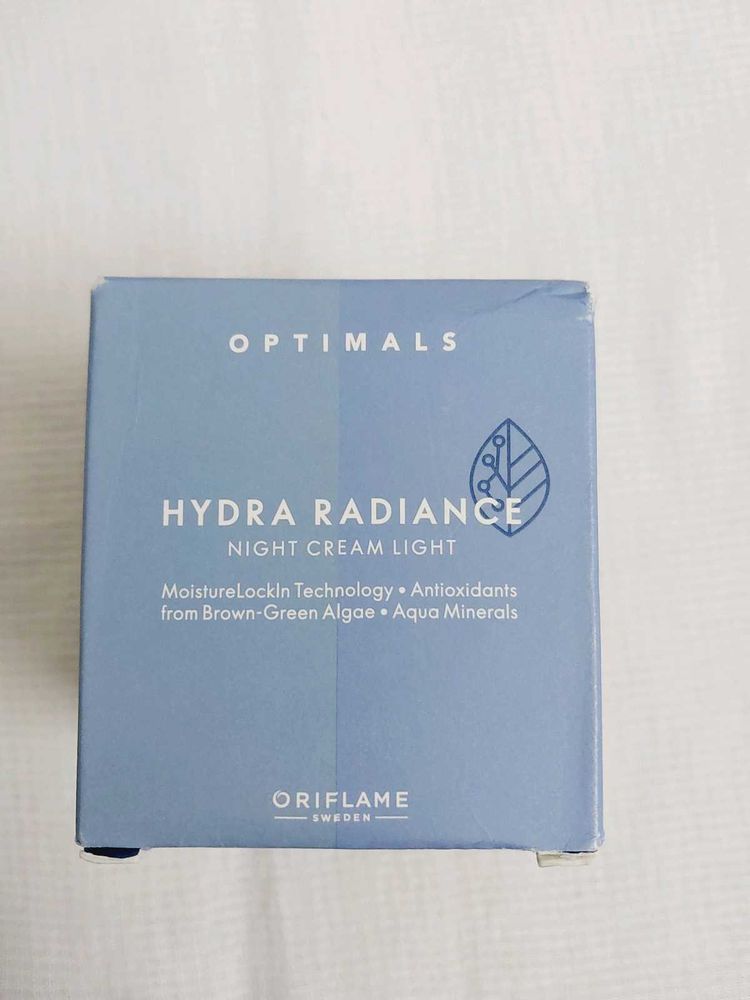 OPTIMALS
HYDRA RADIANCE
NIGHT CREAM LIGHT
MoistureLockIn Technology • Antioxidants
from Brown-Green Algae • Aqua Minerals
ORIFLAME
SWEDEN